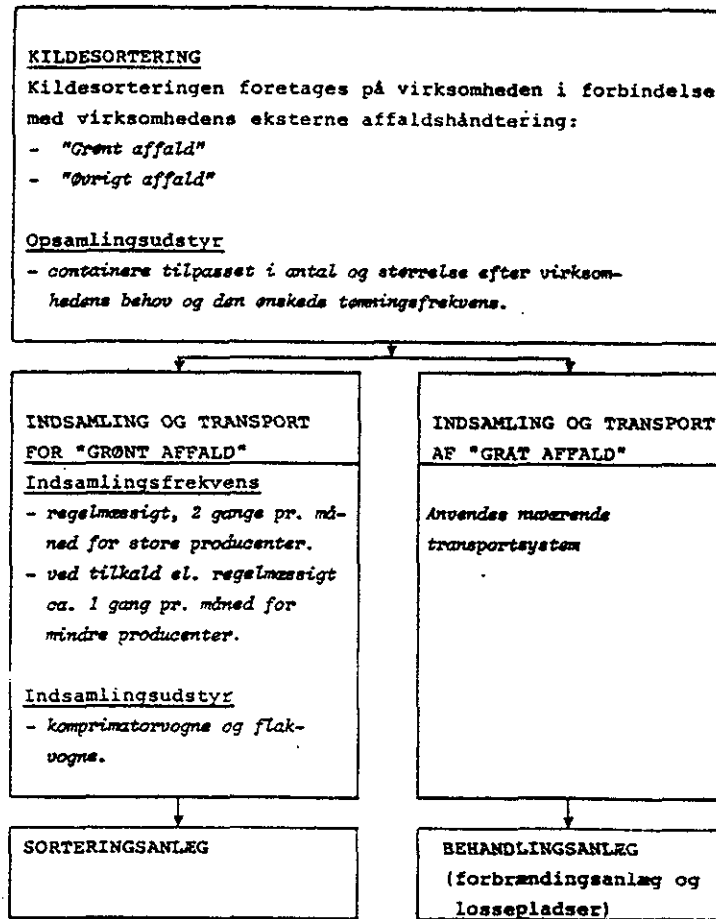 KILDESORTERING
Kildesorteringen foretages på virksomheden i forbindelse
med virksomhedens eksterne affaldshåndtering:
- "Grønt affald"
- "Øvrigt affald"
Opsamlingsudstyr
- containere tilpasset i antal og størrelse efter virksom-
hedens behov og den ønskede tømningsfrekvens.
INDSAMLING OG TRANSPORT
FOR "GRØNT AFFALD"
Indsamlingsfrekvens
- regelmæssigt, 2 gange pr. må-
ned for store producenter.
- ved tilkald el. regelmæssigt
ca. 1 gang pr. måned for
mindre producenter.
Indsamlingsudstyr
- komprimatorvogne og flak-
vogne.
INDSAMLING OG TRANSPORT
AF "GRÅT AFFALD"
Anvendes nuværende
transportsystem
SORTERINGSANLÆG
BEHANDLINGSANLÆG
(forbrændingsanlæg og
lossepladser)